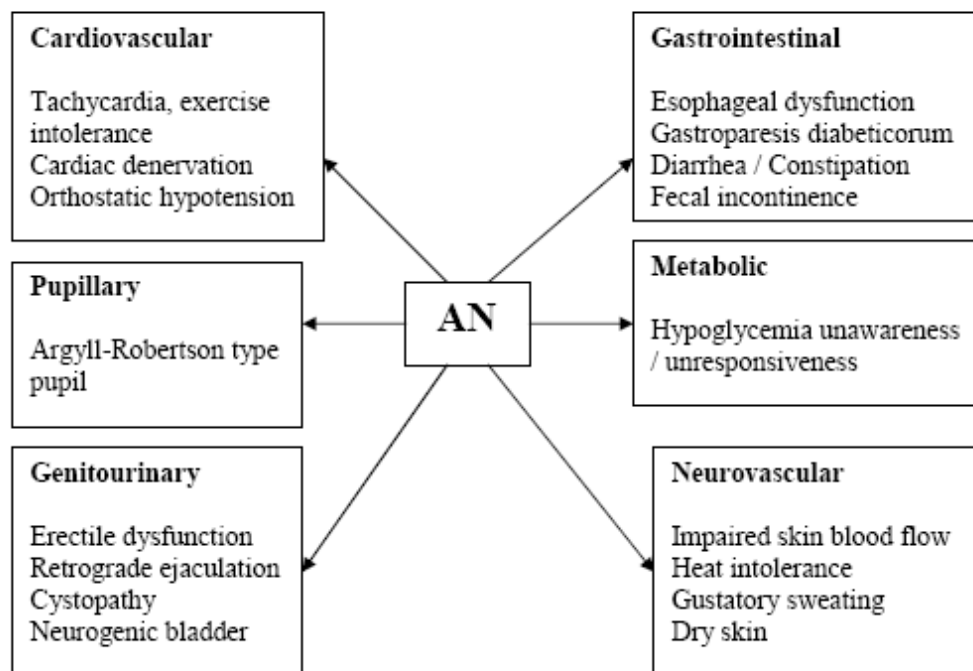 Cardiovascular
Tachycardia, exercise
intolerance
Cardiac denervation
Orthostatic hypotension
Gastrointestinal
Esophageal dysfunction
Gastroparesis diabeticorum
Diarrhea / Constipation
Fecal incontinence
Pupillary
Argyll-Robertson type
pupil
AN
Metabolic
Hypoglycemia unawareness
/ unresponsiveness
Genitourinary
Erectile dysfunction
Retrograde ejaculation
Cystopathy
Neurogenic bladder
Neurovascular
Impaired skin blood flow
Heat intolerance
Gustatory sweating
Dry skin